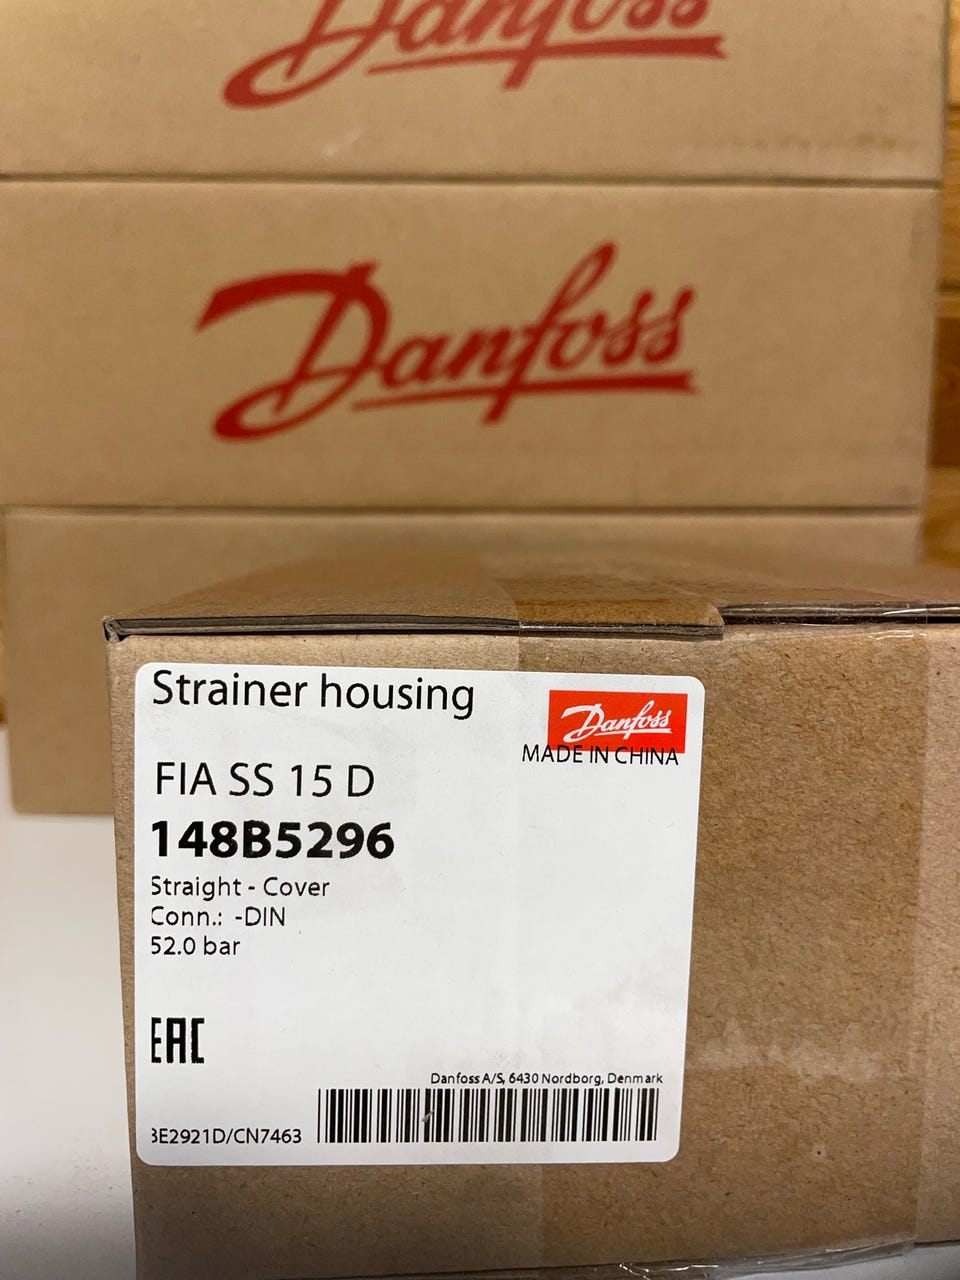 Danfoss
Danfoss
Strainer housing
Danfoss
MADE IN CHINA
FIA SS 15 D
148B5296
Straight - Cover
Conn.: -DIN
52.0 bar
EAC
Danfoss A/S, 6430 Nordborg, Denmark
3E2921D/CN7463